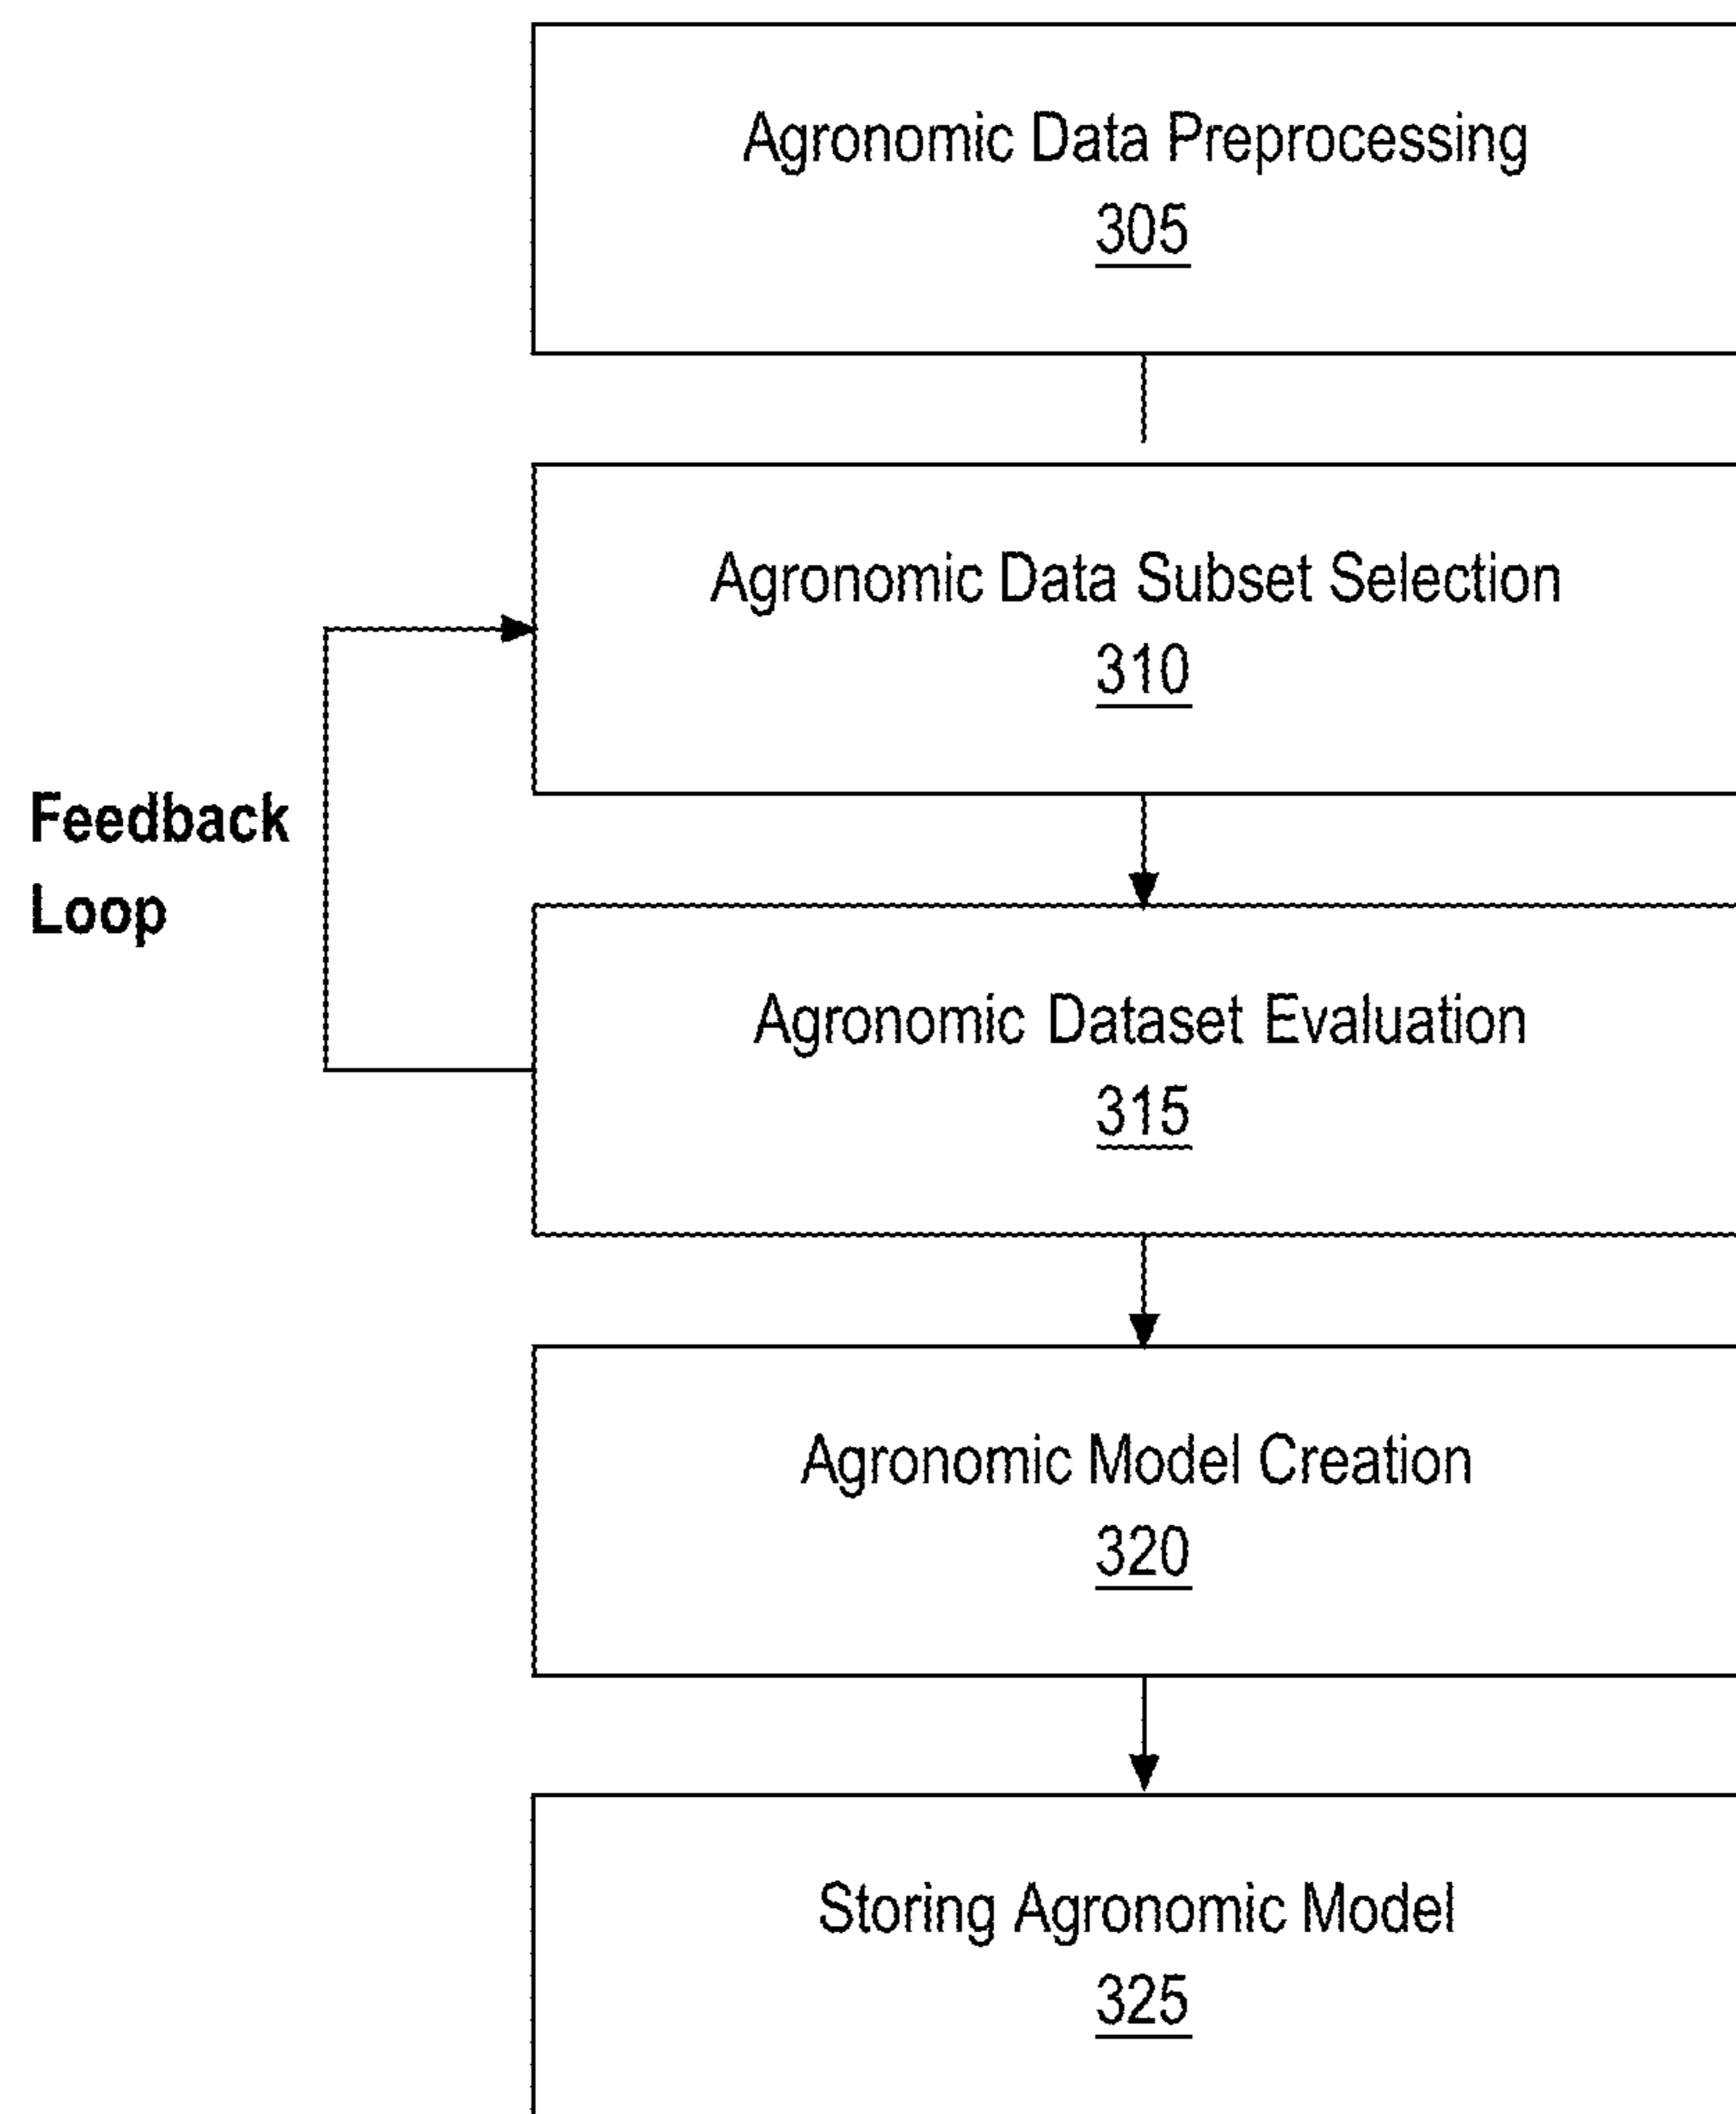 Agronomic Data Preprocessing
305
Agronomic Data Subset Selection
310
Feedback
Loop
Agronomic Dataset Evaluation
315
Agronomic Model Creation
320
Storing Agronomic Model
325